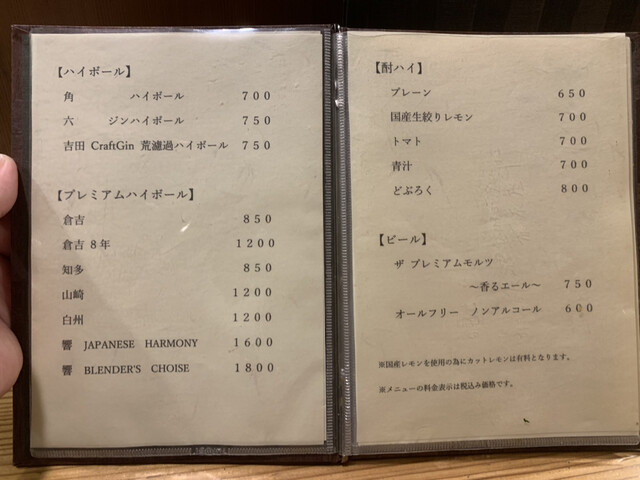 【ハイボール】
角 ハイボール 700
六 ジンハイボール 750
吉田 CraftGin 荒濾過ハイボール 750
【プレミアムハイボール】
倉吉 850
倉吉 8年 1200
知多 850
山崎 1200
白州 1200
響 JAPANESE HARMONY 1600
響 BLENDER'S CHOISE 1800
【酎ハイ】
プレーン 650
国産生絞りレモン 700
トマト 700
青汁 700
どぶろく 800
【ビール】
ザ プレミアムモルツ
～香るエール～ 750
オールフリー ノンアルコール 600
※国産レモンを使用の為にカットレモンは有料となります。
※メニューの料金表示は税込み価格です。